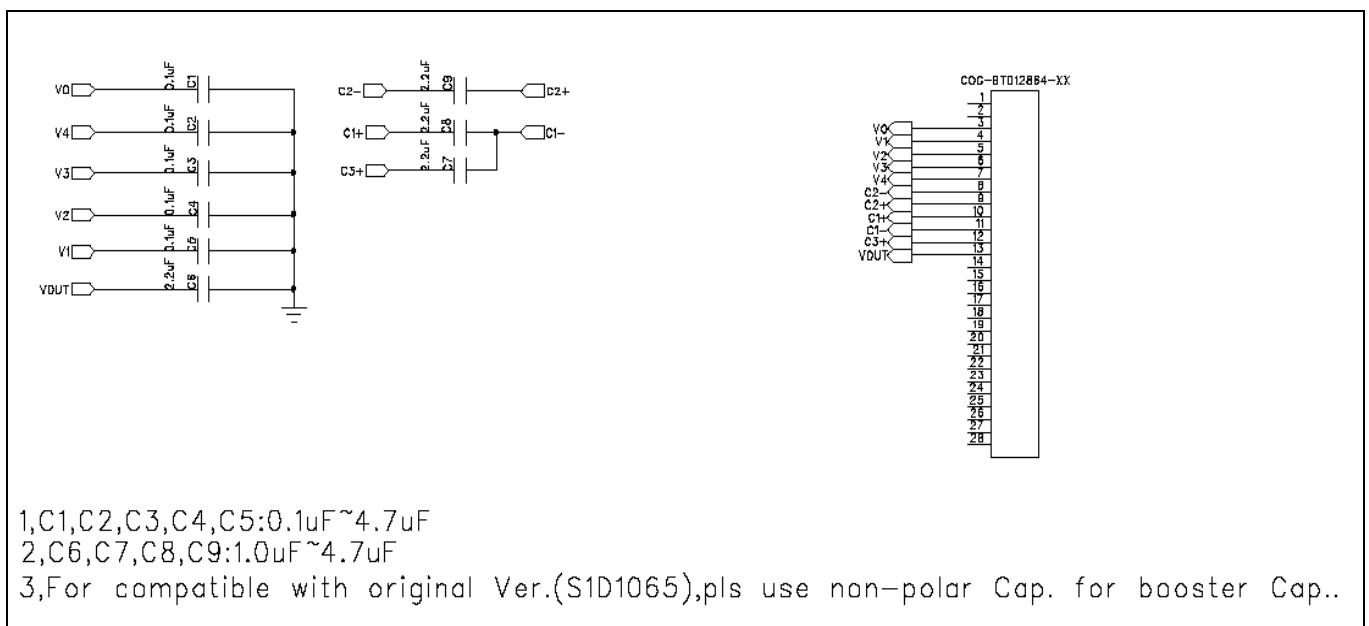 V0 0.1uF C1
V4 0.1uF C2
V3 0.1uF C3
V2 0.1uF C4
V1 0.1uF C5
VOUT 2.2uF C6
C2- 2.2uF C9 C2+
C1+ 2.2uF C8 C1-
C3+ 2.2uF C7
COG-BT012864-XX
1
2
V0 3
V1 4
V2 5
V3 6
V4 7
C2- 8
C2+ 9
C1+ 10
C1- 11
C3+ 12
VOUT 13
14
15
16
17
18
19
20
21
22
23
24
25
26
27
28
1,C1,C2,C3,C4,C5:0.1uF~4.7uF
2,C6,C7,C8,C9:1.0uF~4.7uF
3,For compatible with original Ver.(S1D1065),pls use non-polar Cap. for booster Cap..